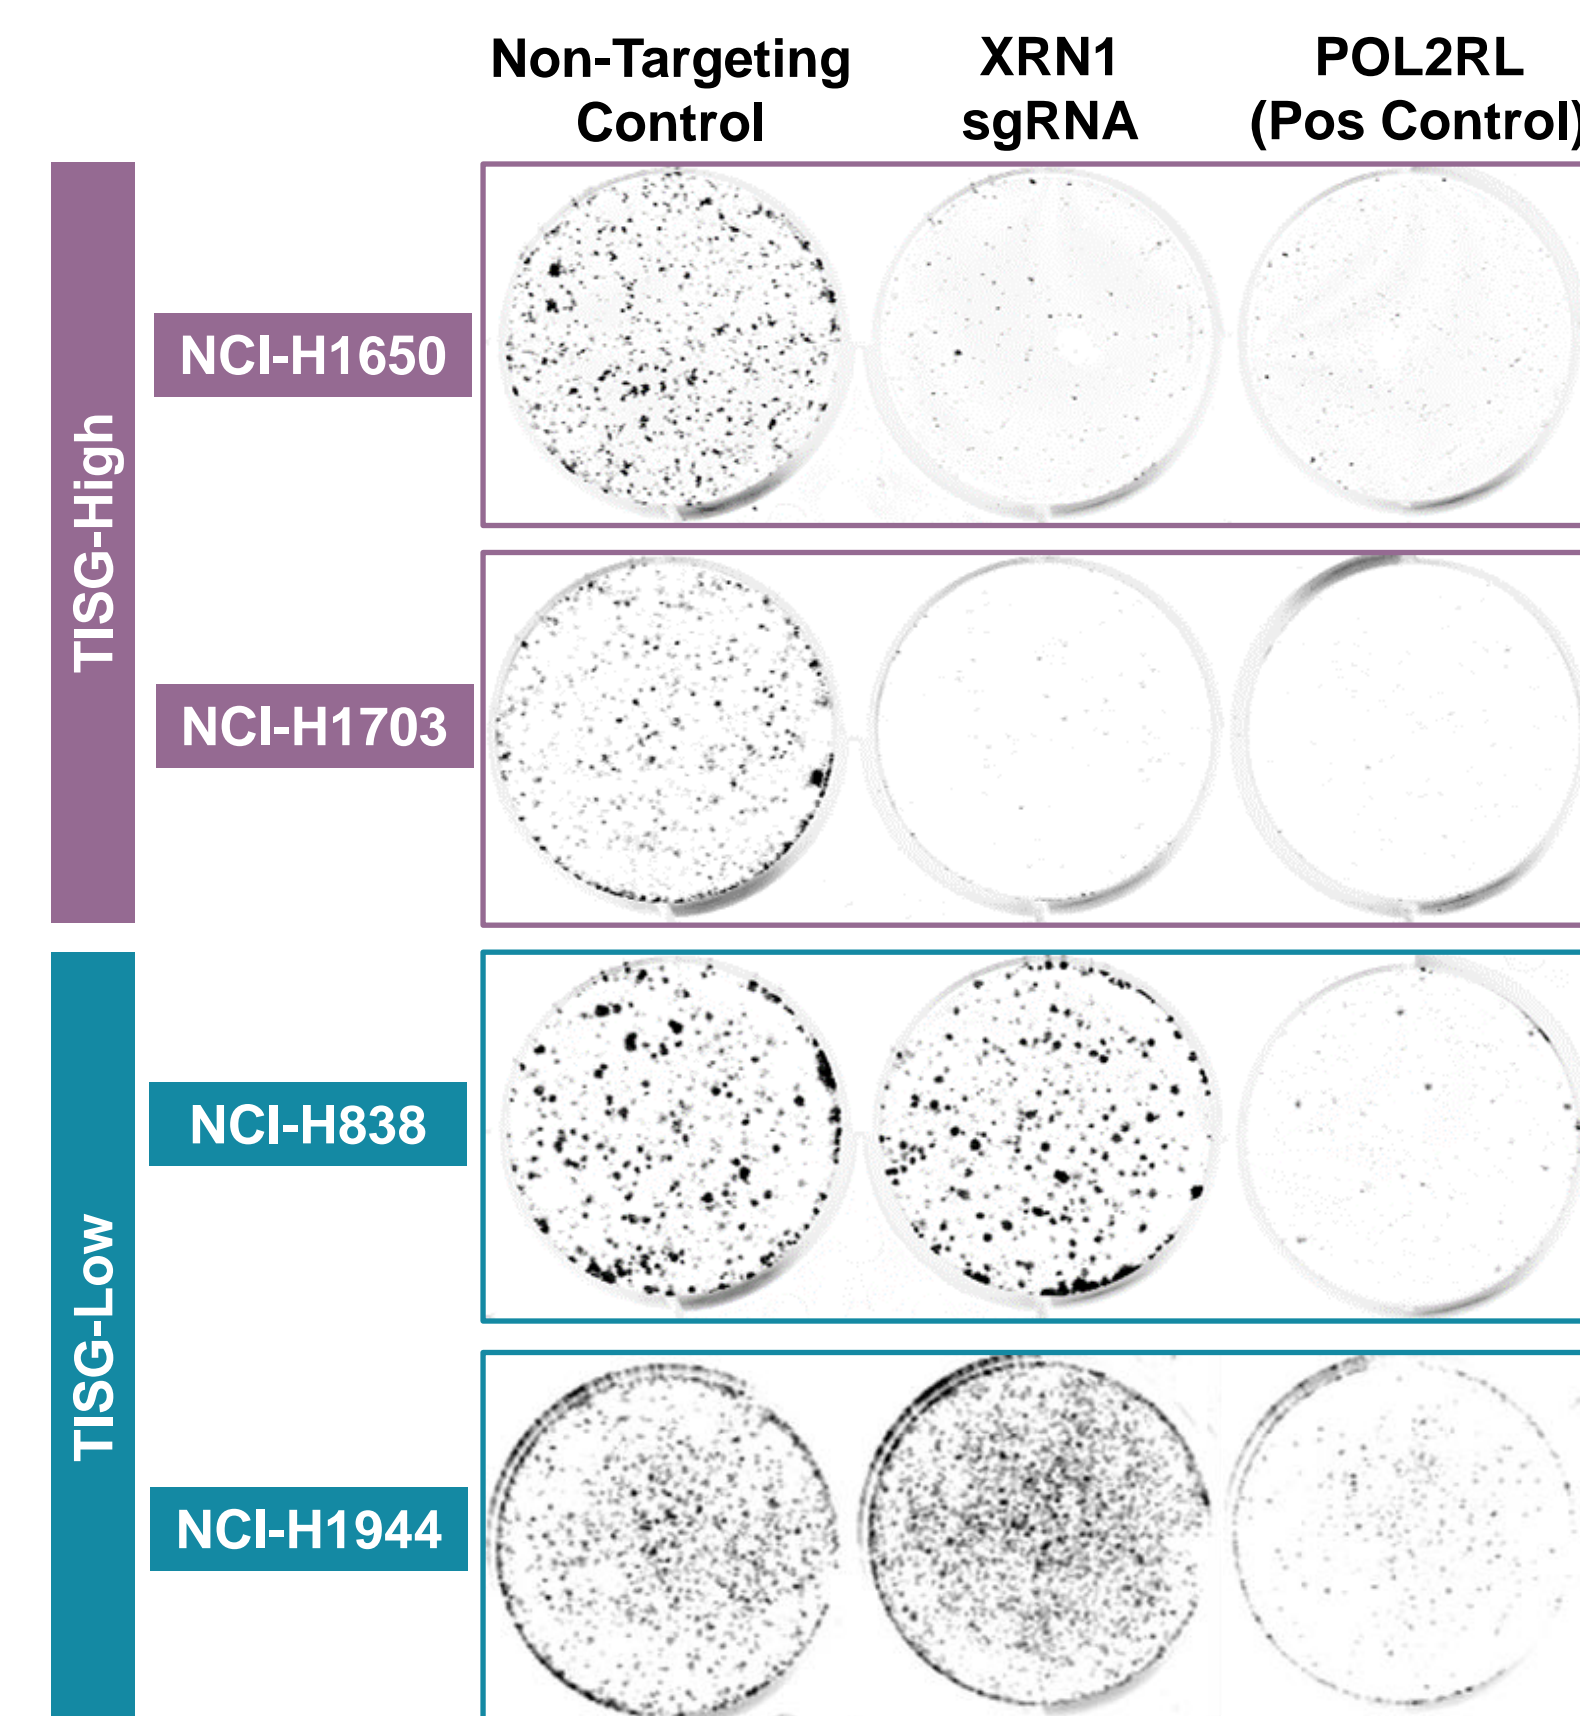 Non-Targeting
Control
XRN1
sgRNA
POL2RL
(Pos Control)
TISG-High
NCI-H1650
NCI-H1703
TISG-Low
NCI-H838
NCI-H1944